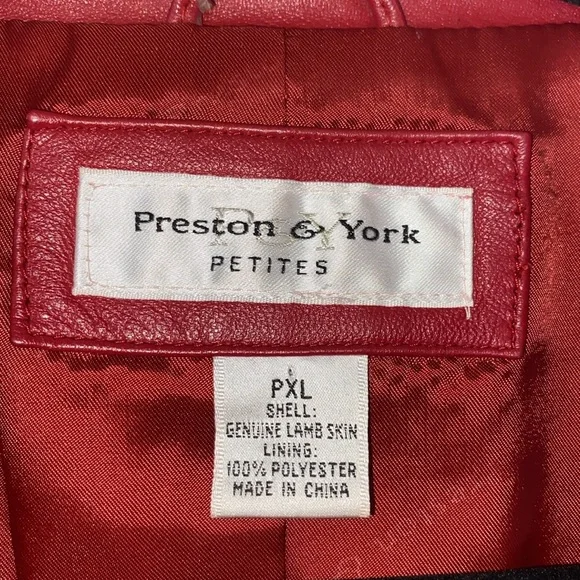 Preston & York
PETITES
PXL
SHELL:
GENUINE LAMB SKIN
LINING:
100% POLYESTER
MADE IN CHINA